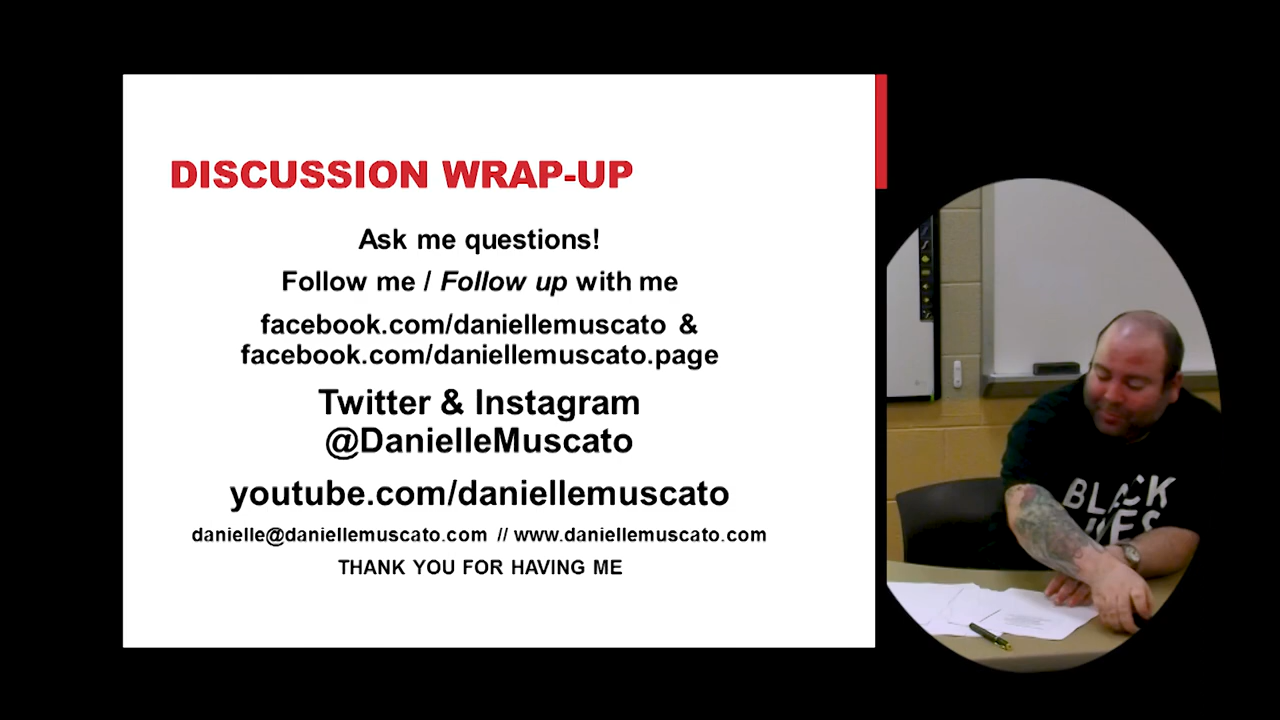 DISCUSSION WRAP-UP
Ask me questions!
Follow me / Follow up with me
facebook.com/daniellemuscato &
facebook.com/daniellemuscato.page
Twitter & Instagram
@DanielleMuscato
youtube.com/daniellemuscato
danielle@daniellemuscato.com // www.daniellemuscato.com
THANK YOU FOR HAVING ME
BLACK